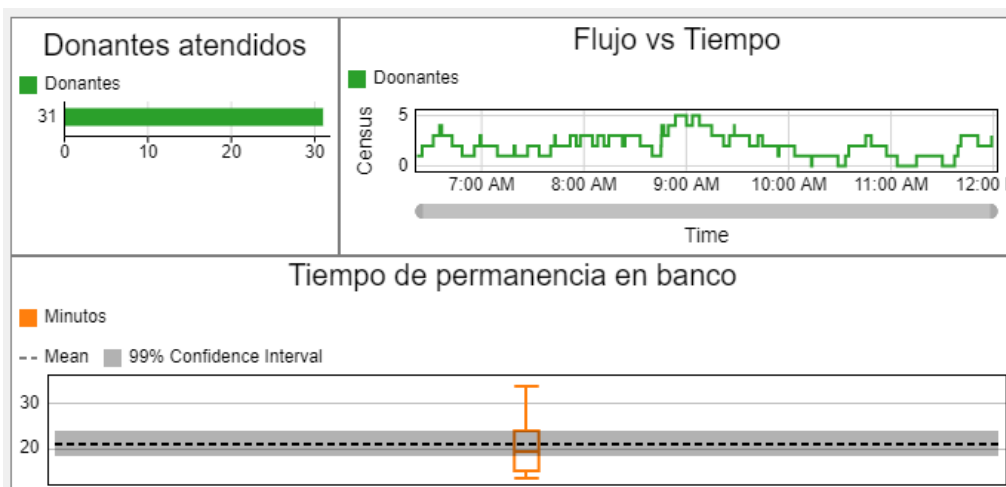 Donantes atendidos
Donantes
31
0 10 20 30
Flujo vs Tiempo
Doonantes
Census
5
0
7:00 AM 8:00 AM 9:00 AM 10:00 AM 11:00 AM 12:00
Time
Tiempo de permanencia en banco
Minutos
Mean 99% Confidence Interval
30
20